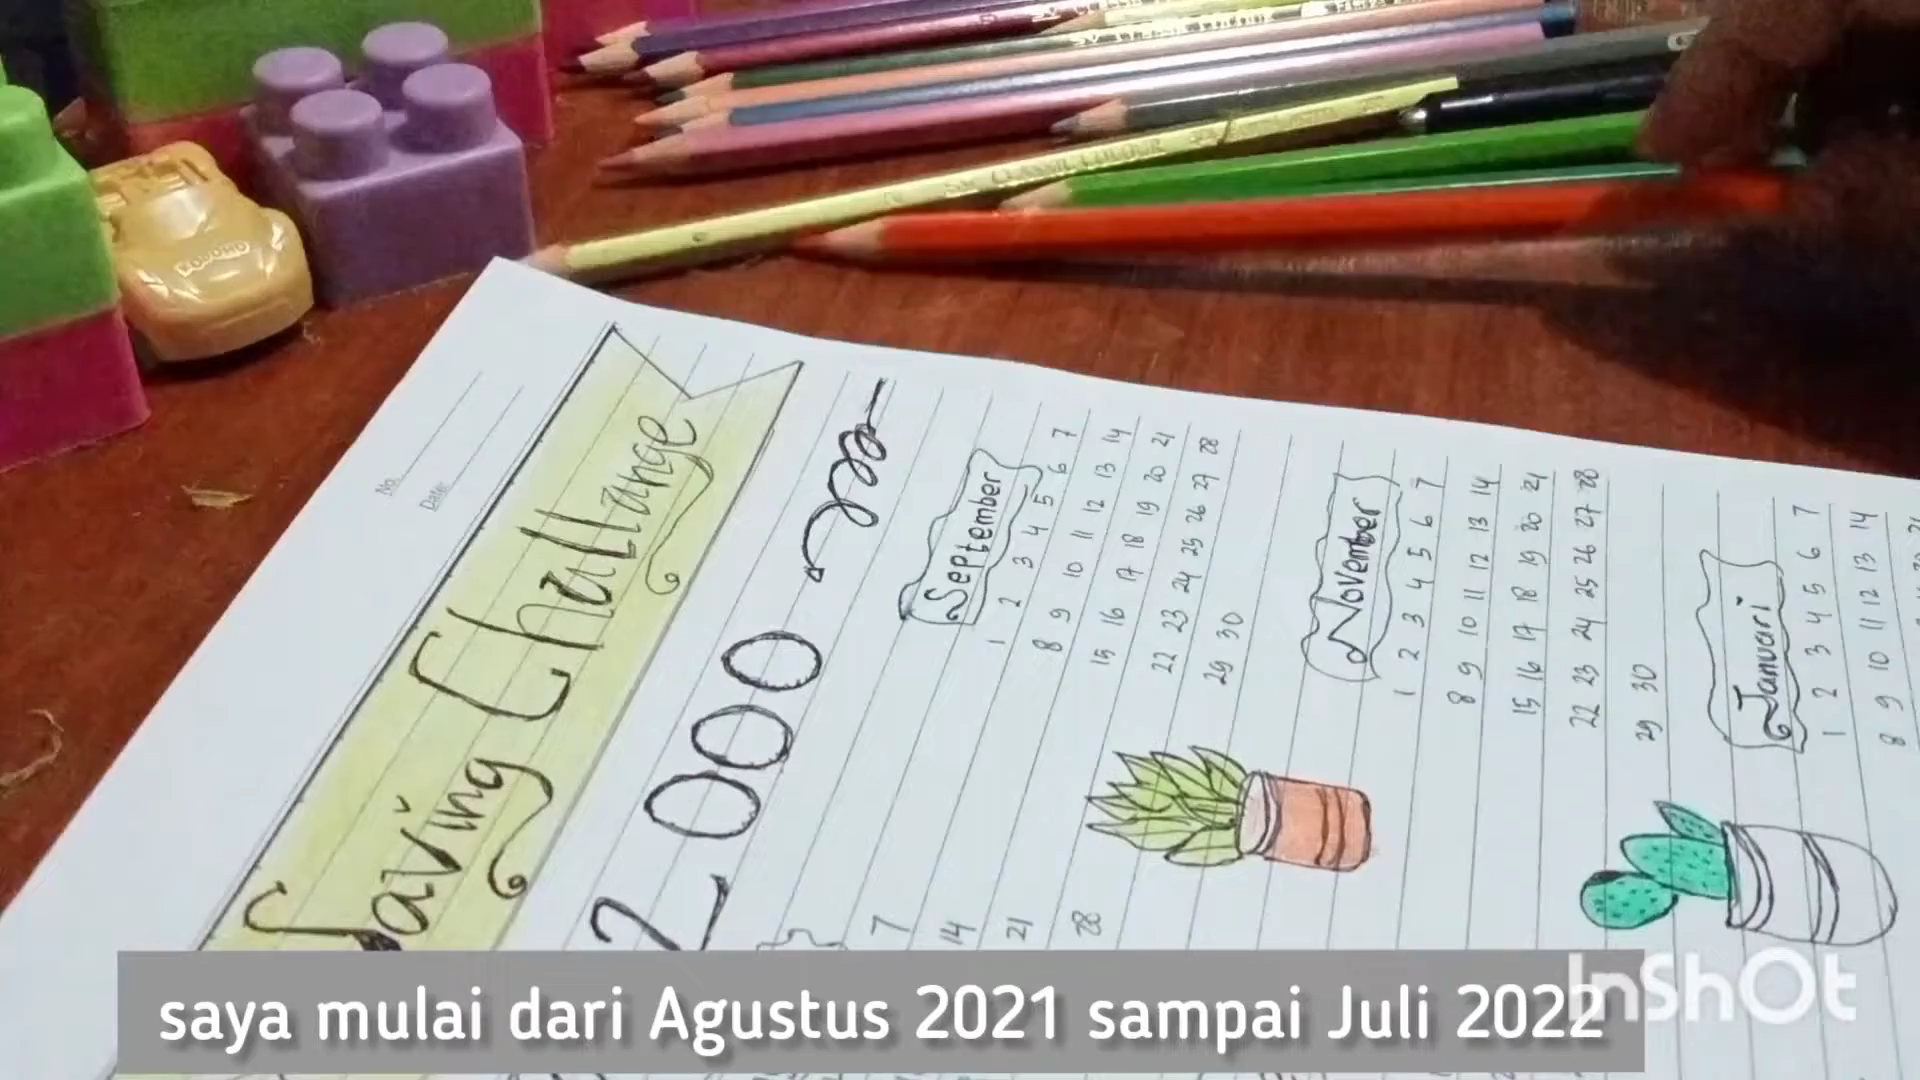 No.
Date:
Saving Challange
2000
September
1 2 3 4 5 6 7
8 9 10 11 12 13 14
15 16 17 18 19 20 21
22 23 24 25 26 27 28
29 30
November
1 2 3 4 5 6 7
8 9 10 11 12 13 14
15 16 17 18 19 20 21
22 23 24 25 26 27 28
29 30
Januari
1 2 3 4 5 6 7
8 9 10 11 12 13 14
7
14
21
28
saya mulai dari Agustus 2021 sampai Juli 2022
InShOt
CLASSIC COLOUR